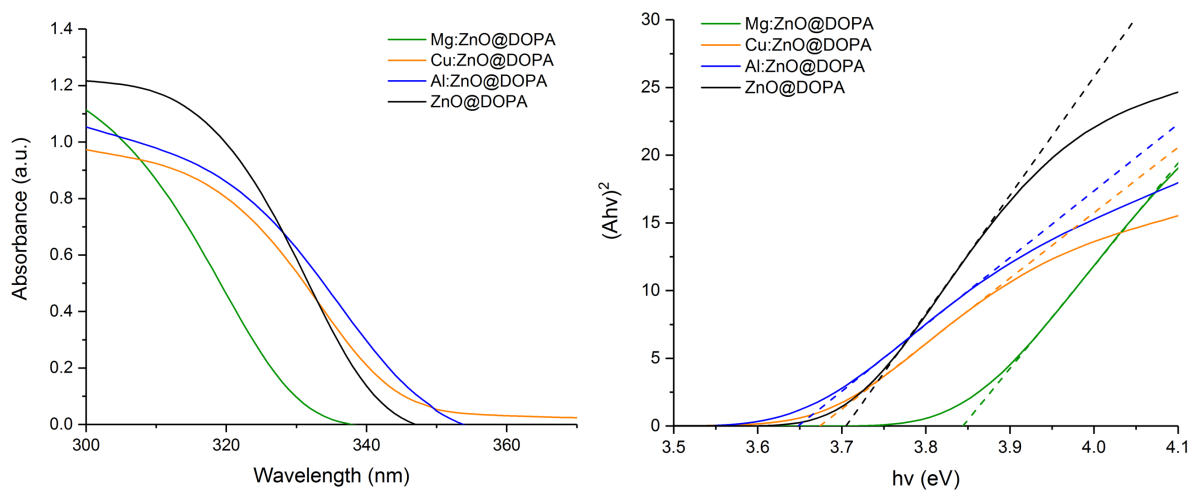 1.4
1.2
1.0
0.8
0.6
0.4
0.2
0.0
Absorbance (a.u.)
Mg:ZnO@DOPA
Cu:ZnO@DOPA
Al:ZnO@DOPA
ZnO@DOPA
300
320
340
360
Wavelength (nm)
30
25
20
15
10
5
0
(Ahν)²
Mg:ZnO@DOPA
Cu:ZnO@DOPA
Al:ZnO@DOPA
ZnO@DOPA
3.5
3.6
3.7
3.8
3.9
4.0
4.1
hν (eV)